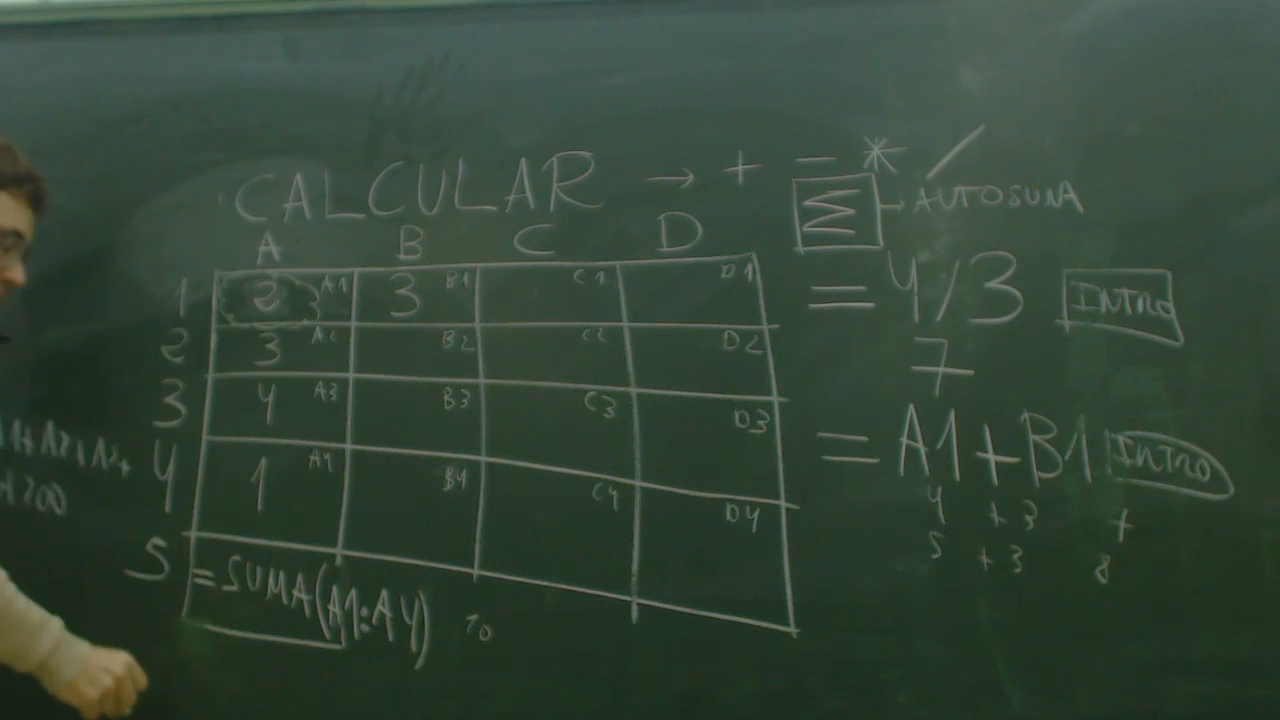 CALCULAR → + - * /
Σ - AUTOSUMA
A B C D
1 2 A1 3 B1 C1 D1
2 3 A2 B2 C2 D2
3 4 A3 B3 C3 D3
4 1 A4 B4 C4 D4
5 =SUMA(A1:A4) 10
= 4/3 INTRO
7
= A1+B1 INTRO
4 + 3 7
5 + 3 8